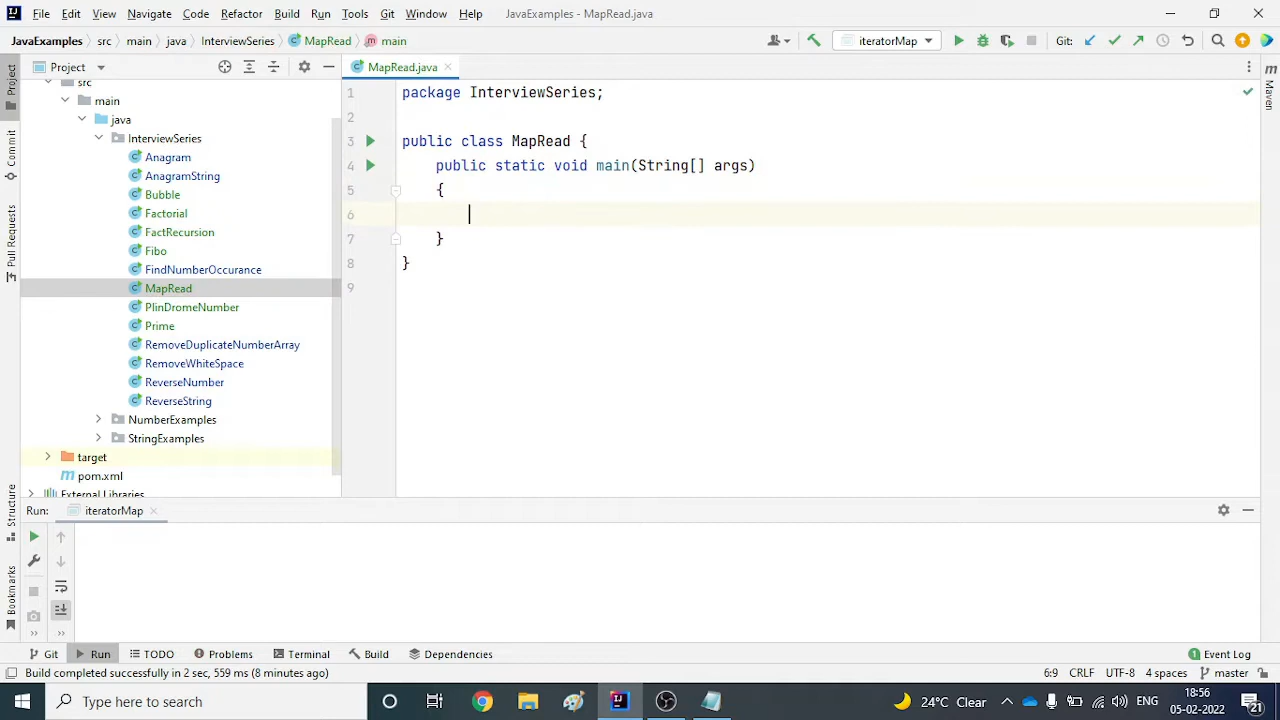 File Edit View Navigate Code Refactor Build Run Tools Git Window Help JavaExamples - MapRead.java
JavaExamples src main java InterviewSeries MapRead main iteratorMap Git:
Project MapRead.java
Project
Commit
Pull Requests
Structure
Bookmarks
Maven
src
main
java
InterviewSeries
Anagram
AnagramString
Bubble
Factorial
FactRecursion
Fibo
FindNumberOccurance
MapRead
PlinDromeNumber
Prime
RemoveDuplicateNumberArray
RemoveWhiteSpace
ReverseNumber
ReverseString
NumberExamples
StringExamples
target
pom.xml
External Libraries
1 package InterviewSeries;
2
3 public class MapRead {
4 public static void main(String[] args)
5 {
6
7 }
8 }
9
Run: iteratorMap
Git Run TODO Problems Terminal Build Dependencies 1 Event Log
Build completed successfully in 2 sec, 559 ms (8 minutes ago) 6:9 CRLF UTF-8 4 spaces master
Type here to search 24°C Clear ENG 18:56
05-02-2022 21